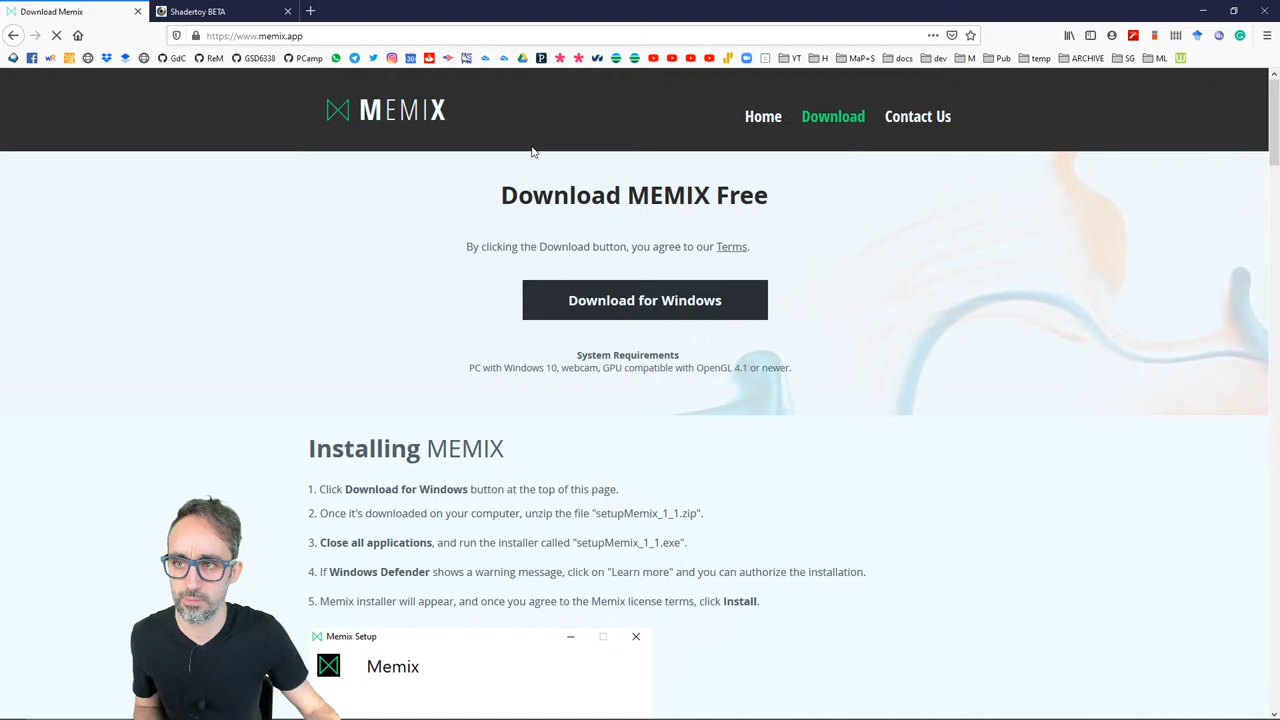 Download Memix
Shadertoy BETA
https://www.memix.app
GdC
ReM
GSD6338
PCamp
YT
H
MaP+S
docs
dev
M
Pub
temp
ARCHIVE
SG
ML
MEMIX
Home
Download
Contact Us
Download MEMIX Free
By clicking the Download button, you agree to our Terms.
Download for Windows
System Requirements
PC with Windows 10, webcam, GPU compatible with OpenGL 4.1 or newer.
Installing MEMIX
1. Click Download for Windows button at the top of this page.
2. Once it's downloaded on your computer, unzip the file "setupMemix_1_1.zip".
3. Close all applications, and run the installer called "setupMemix_1_1.exe".
4. If Windows Defender shows a warning message, click on "Learn more" and you can authorize the installation.
5. Memix installer will appear, and once you agree to the Memix license terms, click Install.
Memix Setup
Memix